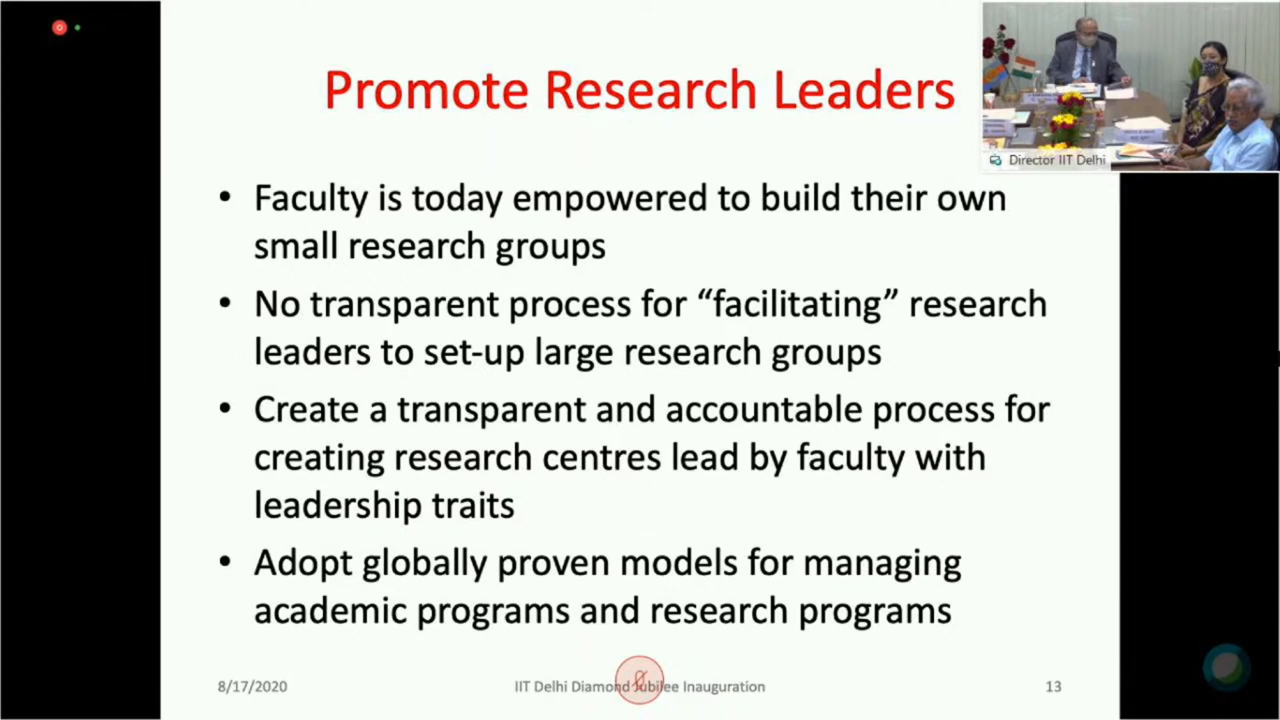 Promote Research Leaders
Director IIT Delhi
• Faculty is today empowered to build their own
small research groups
• No transparent process for “facilitating” research
leaders to set-up large research groups
• Create a transparent and accountable process for
creating research centres lead by faculty with
leadership traits
• Adopt globally proven models for managing
academic programs and research programs
8/17/2020
IIT Delhi Diamond Jubilee Inauguration
13